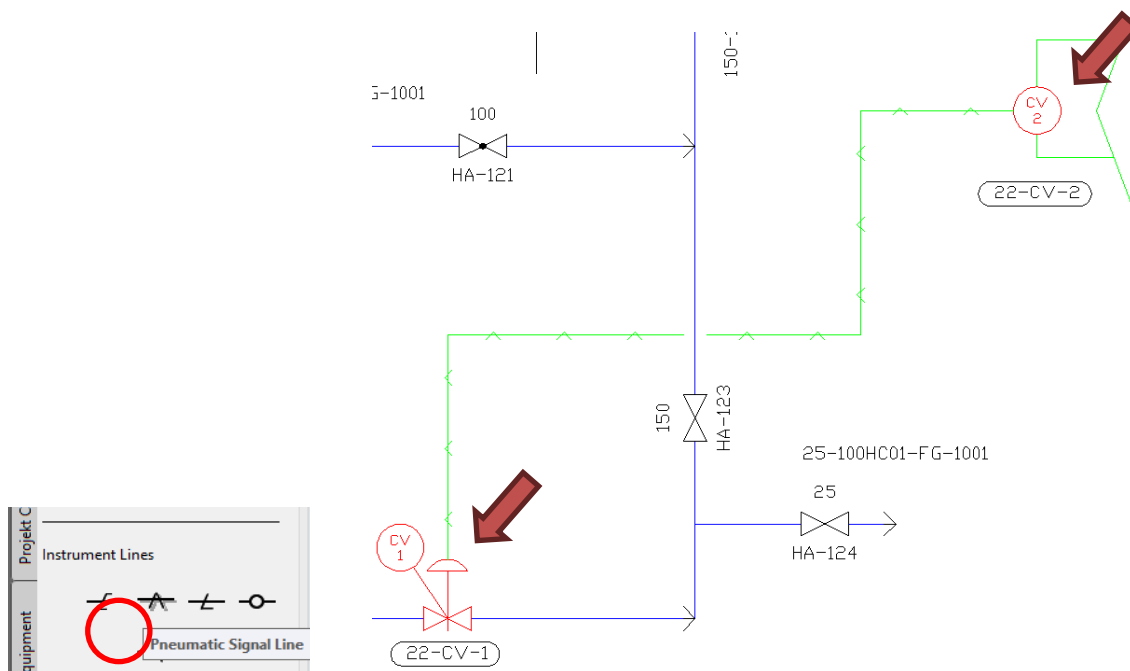 150-
-1001
100
HA-121
CV
2
22-CV-2
150
HA-123
25-100HC01-FG-1001
25
HA-124
CV
1
22-CV-1
Projekt C
Instrument Lines
Pneumatic Signal Line